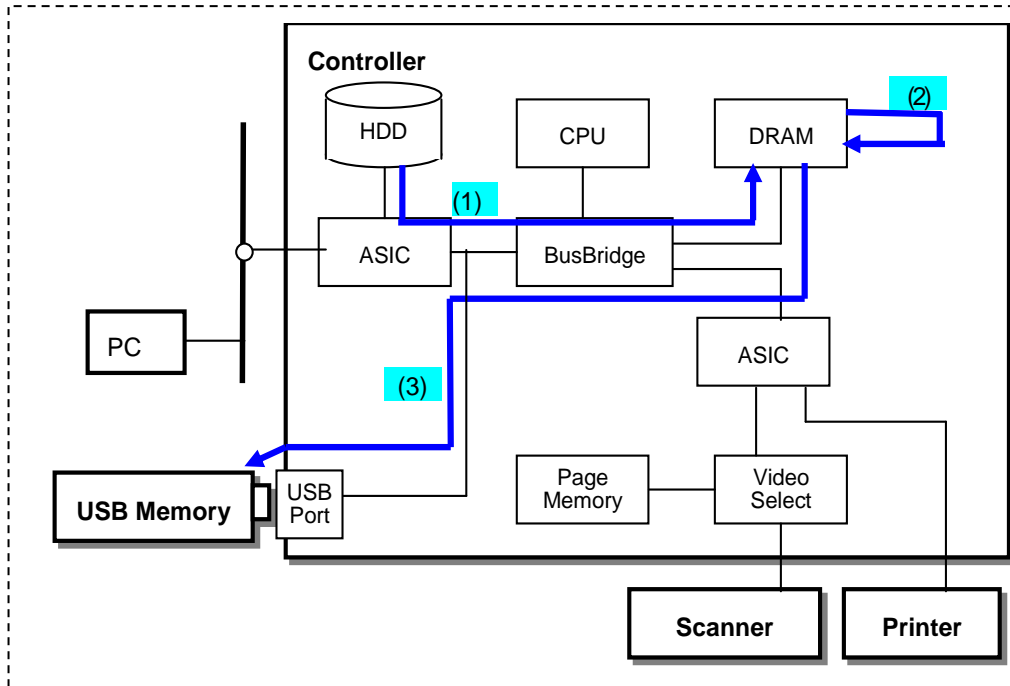 Controller
HDD
CPU
DRAM
(2)
(1)
ASIC
BusBridge
PC
ASIC
(3)
USB Memory
USB
Port
Page
Memory
Video
Select
Scanner
Printer